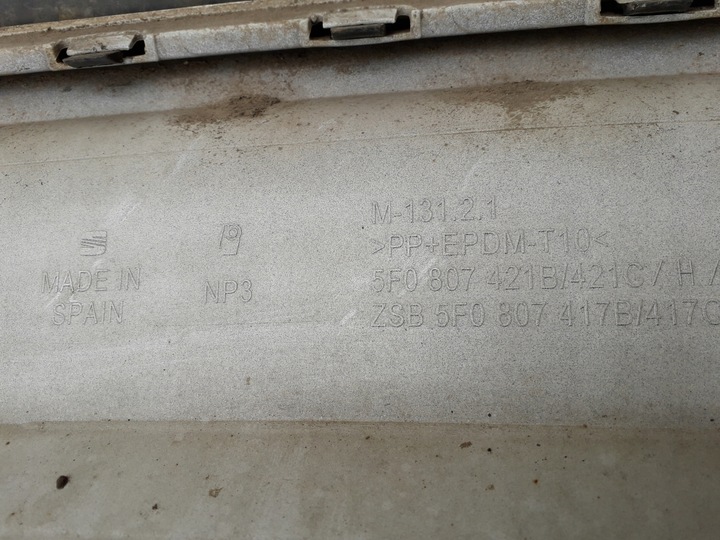 M-131.2.1
>PP+EPDM-T10<
5F0 807 421B/421C / H /
ZSB 5F0 807 417B/417C
MADE IN
SPAIN
NP3